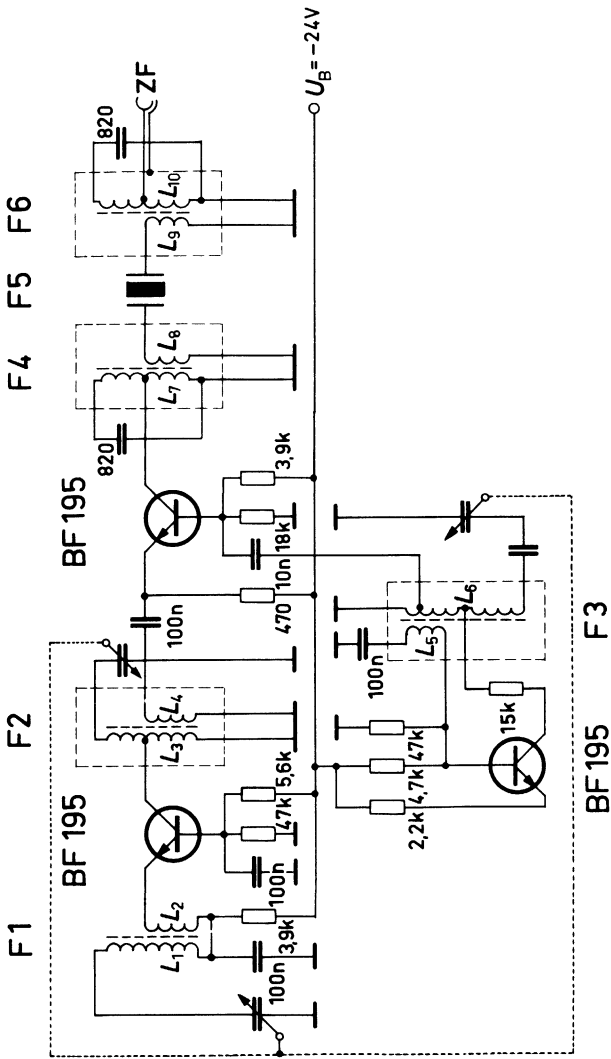 F1
F2
F4
F5
F6
BF195
BF195
820
820
ZF
L1
L2
L3
L4
L7
L8
L9
L10
100n
100n
3,9k
100n
47k
5,6k
470
10n
18k
3,9k
U_B = −24V
2,2k
4,7k
47k
100n
L5
L6
15k
BF195
F3